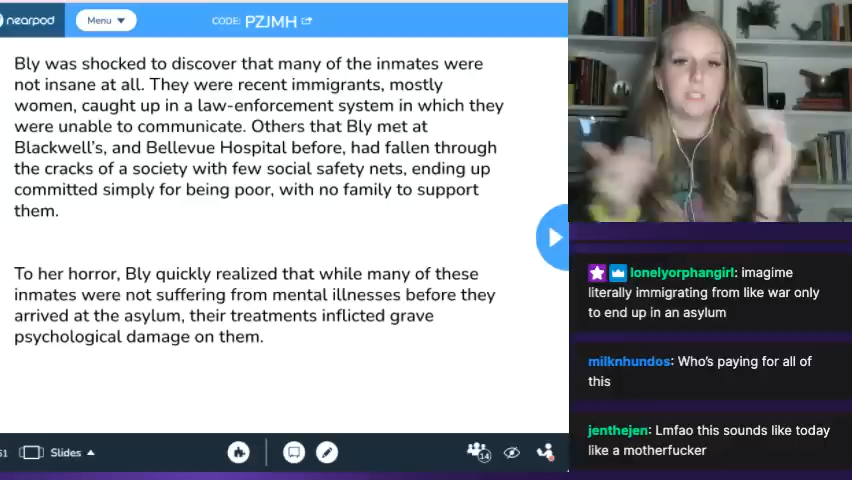 nearpod
Menu
CODE: PZJMH
Bly was shocked to discover that many of the inmates were
not insane at all. They were recent immigrants, mostly
women, caught up in a law-enforcement system in which they
were unable to communicate. Others that Bly met at
Blackwell's, and Bellevue Hospital before, had fallen through
the cracks of a society with few social safety nets, ending up
committed simply for being poor, with no family to support
them.
To her horror, Bly quickly realized that while many of these
inmates were not suffering from mental illnesses before they
arrived at the asylum, their treatments inflicted grave
psychological damage on them.
51
Slides
14
lonelyorphangirl: imagime
literally immigrating from like war only
to end up in an asylum
milknhundos: Who's paying for all of
this
jenthejen: Lmfao this sounds like today
like a motherfucker